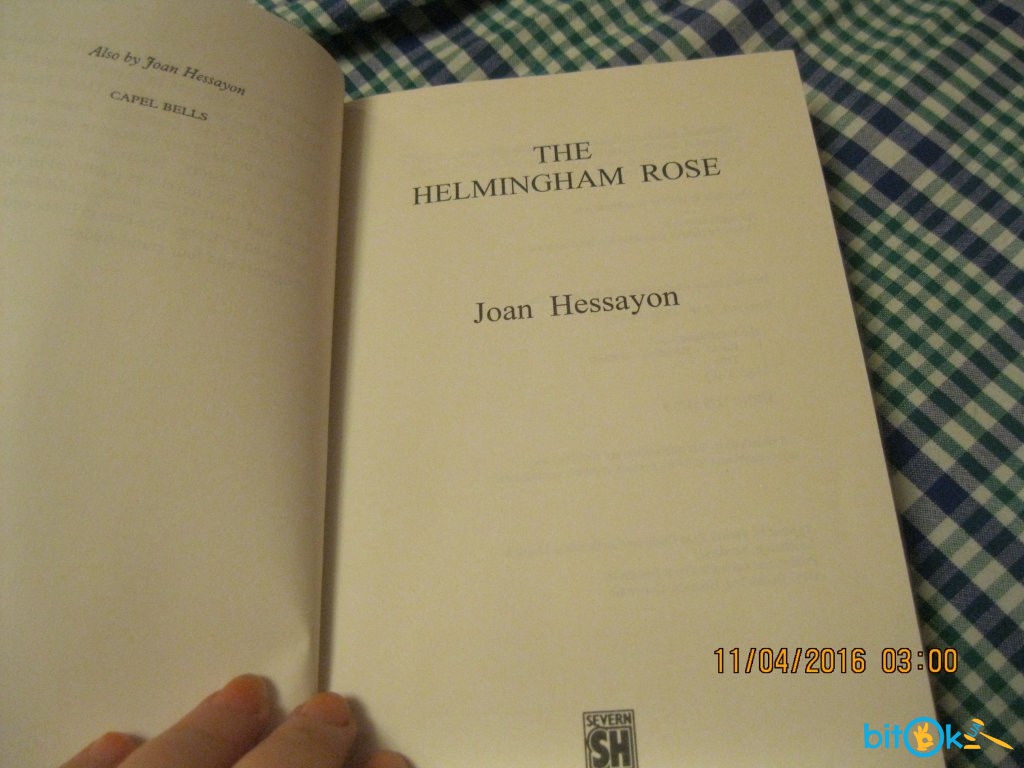 Also by Joan Hessayon
CAPEL BELLS
THE
HELMINGHAM ROSE
Joan Hessayon
SEVERN
SH
11/04/2016 03:00
bitOk